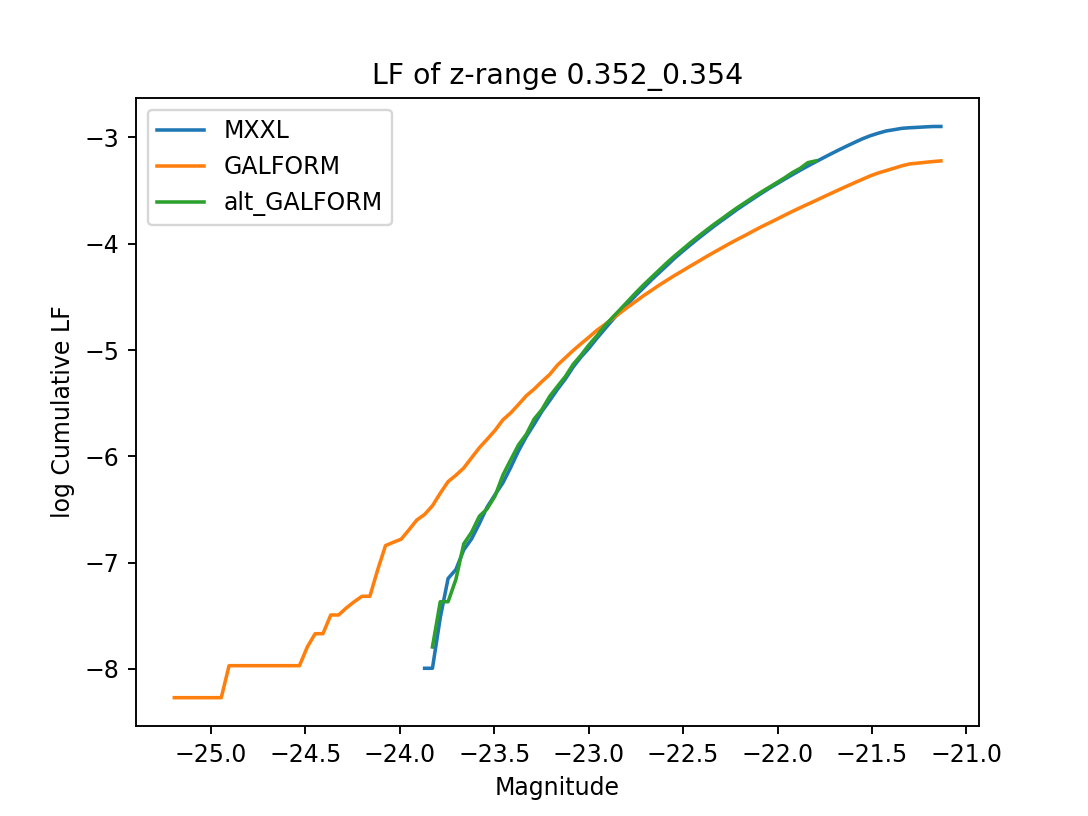 LF of z-range 0.352_0.354
MXXL
GALFORM
alt_GALFORM
log Cumulative LF
−3
−4
−5
−6
−7
−8
−25.0 −24.5 −24.0 −23.5 −23.0 −22.5 −22.0 −21.5 −21.0
Magnitude